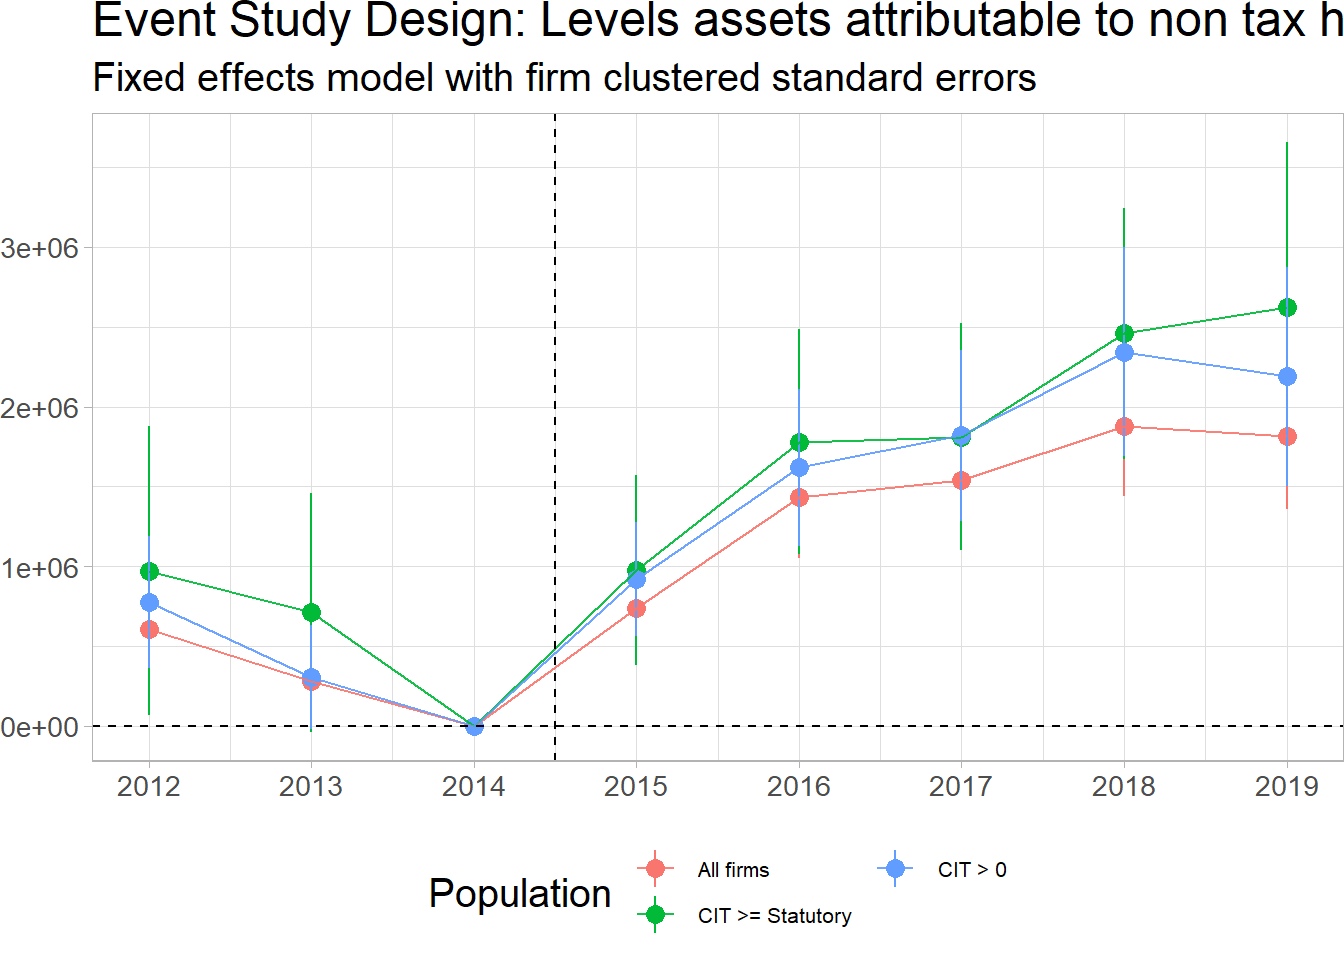 Event Study Design: Levels assets attributable to non tax h
Fixed effects model with firm clustered standard errors
3e+06
2e+06
1e+06
0e+00
2012 2013 2014 2015 2016 2017 2018 2019
Population
All firms
CIT > 0
CIT >= Statutory